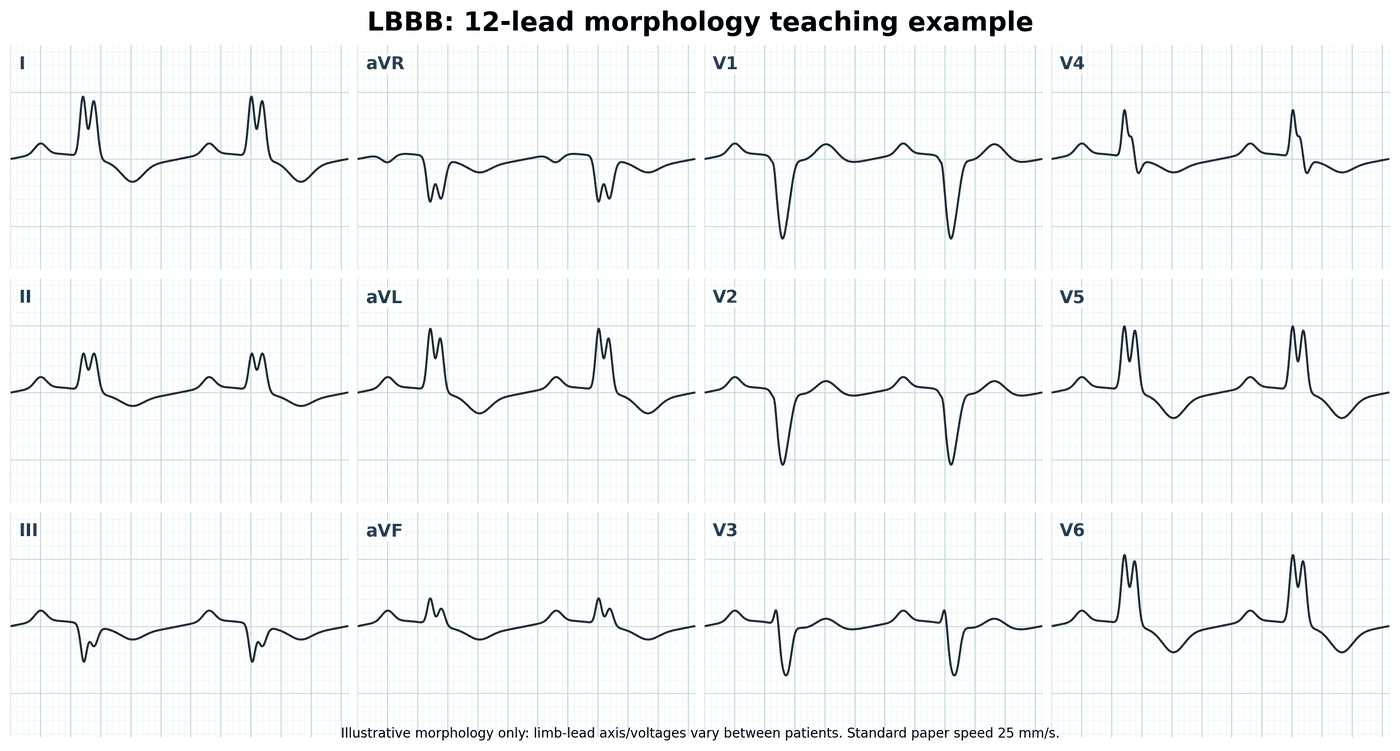 LBBB: 12-lead morphology teaching example
I
aVR
V1
V4
II
aVL
V2
V5
III
aVF
V3
V6
Illustrative morphology only: limb-lead axis/voltages vary between patients. Standard paper speed 25 mm/s.